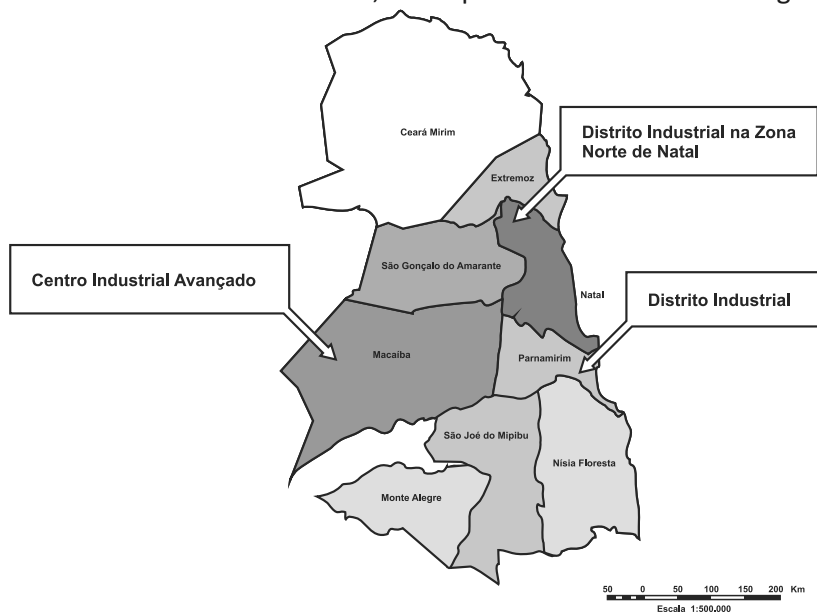 Ceará Mirim
Distrito Industrial na Zona
Norte de Natal
Extremoz
São Gonçalo do Amarante
Centro Industrial Avançado
Natal
Distrito Industrial
Macaíba
Parnamirim
São Joé do Mipibu
Nísia Floresta
Monte Alegre
50 0 50 100 150 200 Km
Escala 1:500.000